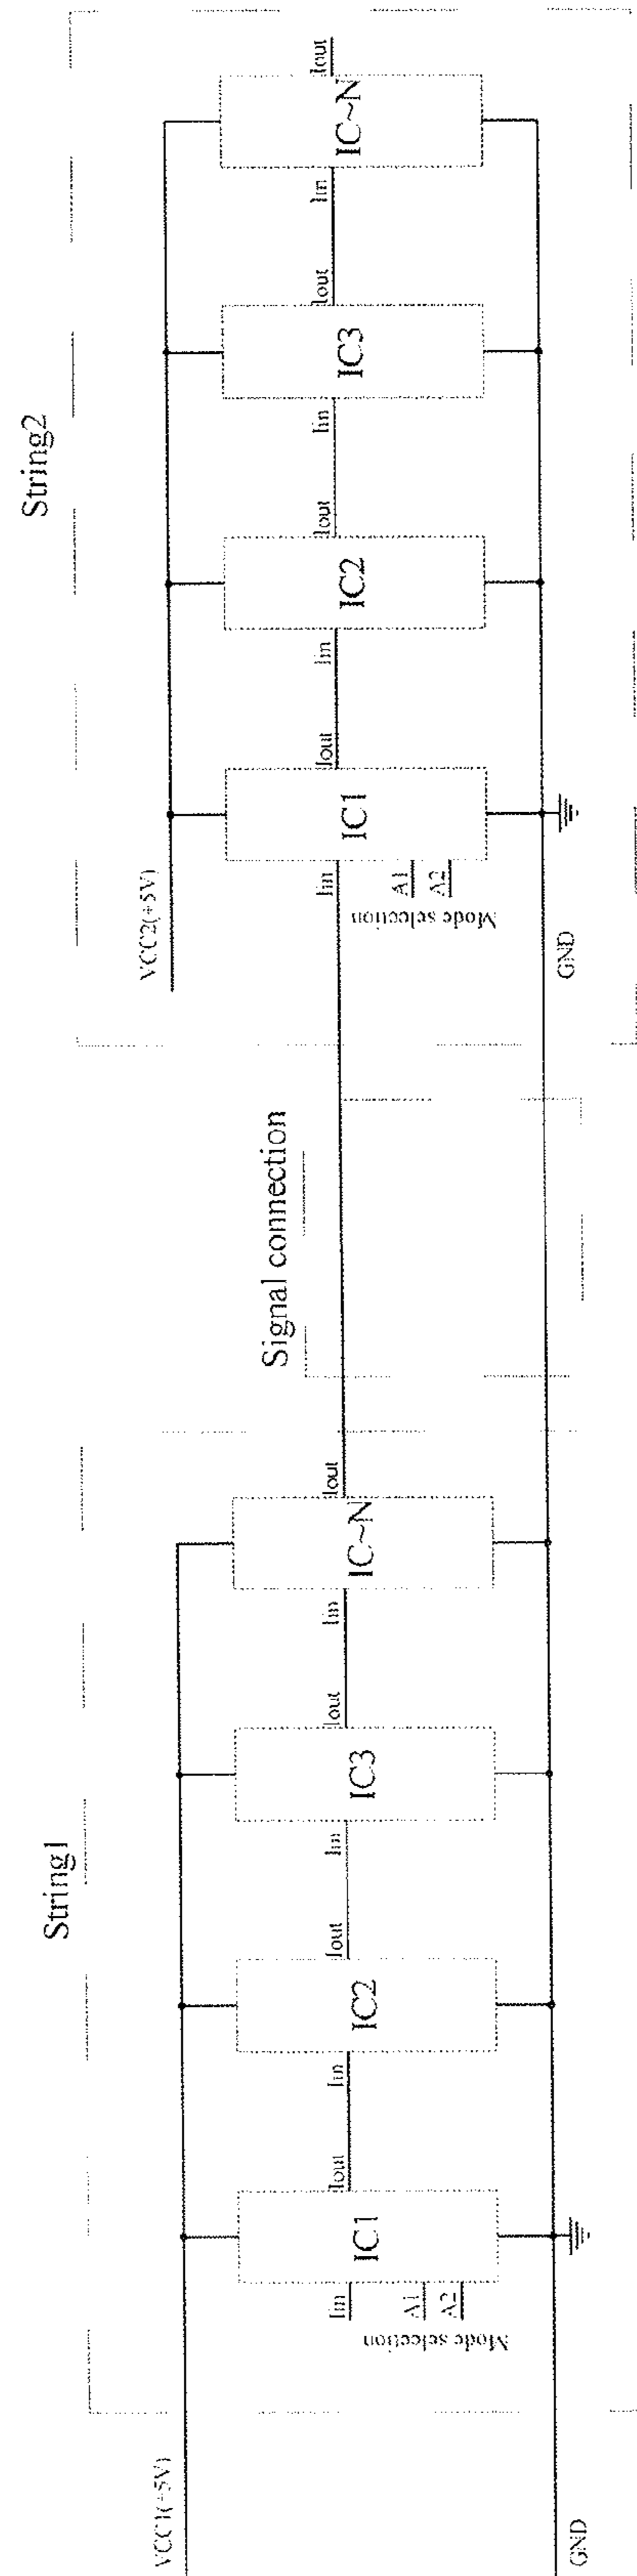 String1
VCC1(+5V)
Iin
A1
A2
Mode selection
IC1
Iout
Iin
IC2
Iout
Iin
IC3
Iout
Iin
IC~N
Iout
GND
Signal connection
String2
VCC2(+5V)
Iin
A1
A2
Mode selection
IC1
Iout
Iin
IC2
Iout
Iin
IC3
Iout
Iin
IC~N
Iout
GND